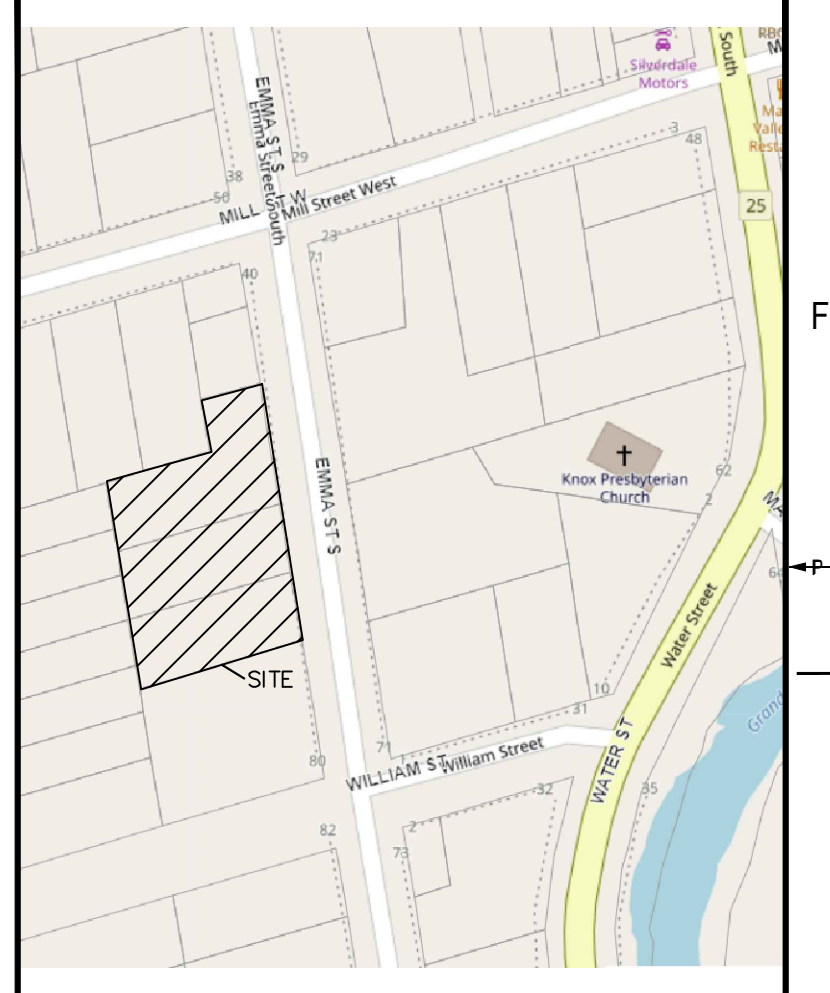 Silverdale
Motors
South
25
29
38
50
EMMA ST S
Emma Street South
MILL ST W
Mill Street West
3
48
23
71
40
F
EMMA ST S
Knox Presbyterian
Church
62
2
P
64
Water Street
SITE
10
31
71
80
WILLIAM ST
William Street
WATER ST
Grand
32
35
82
2
73